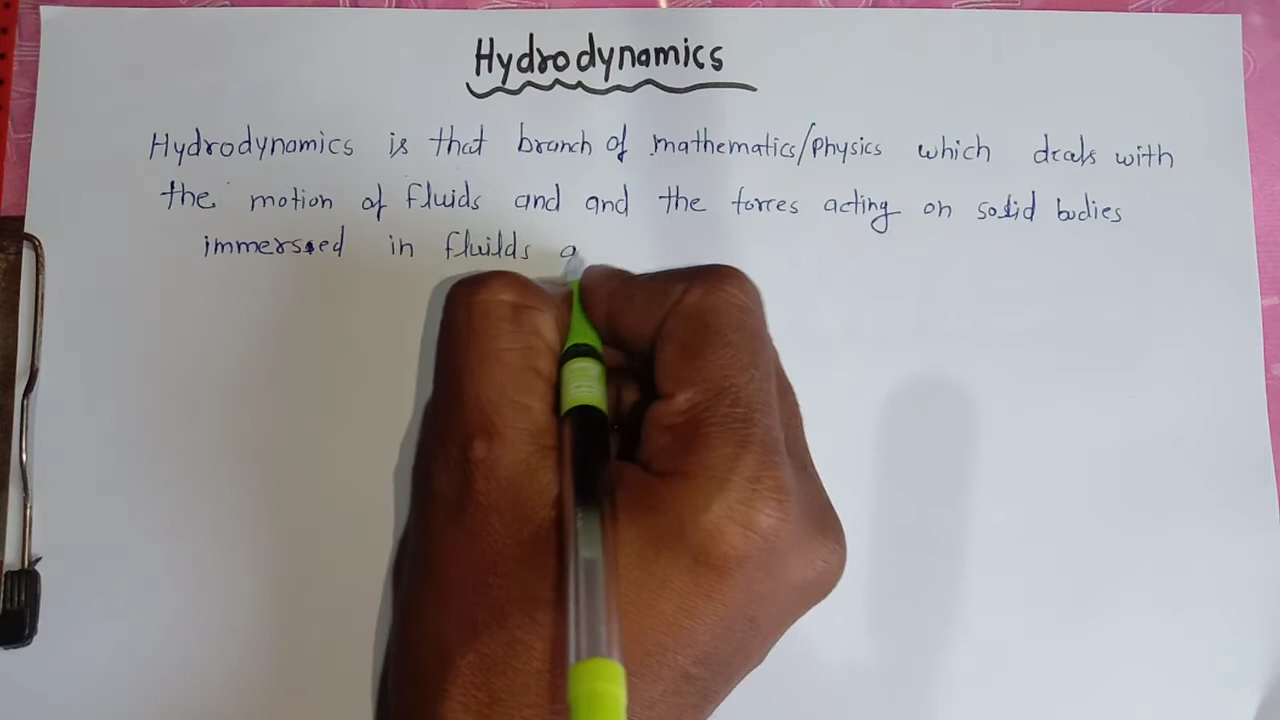 Hydrodynamics
Hydrodynamics is that branch of mathematics/Physics which deals with
the motion of fluids and and the forces acting on solid bodies
immersed in fluilds a